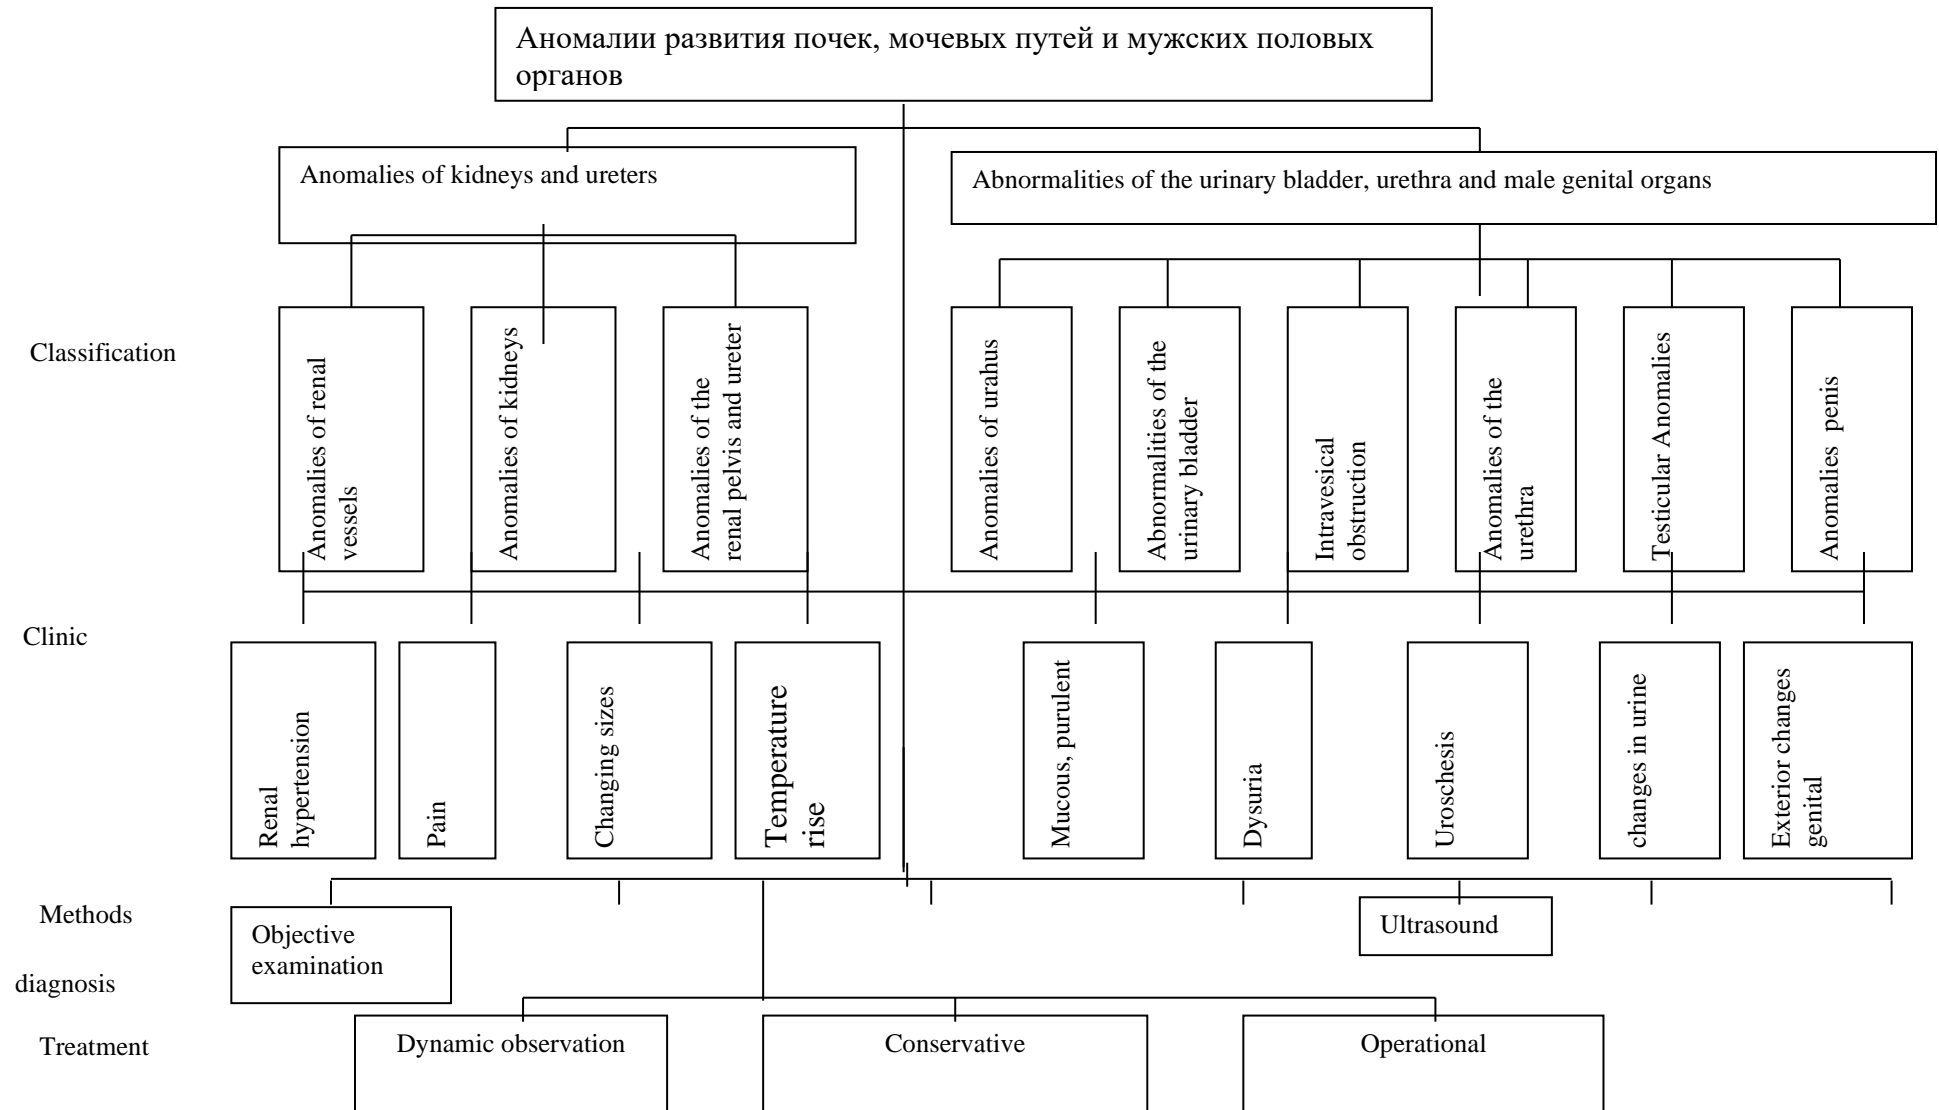 Аномалии развития почек, мочевых путей и мужских половых
органов
Anomalies of kidneys and ureters
Abnormalities of the urinary bladder, urethra and male genital organs
Classification
Anomalies of renal
vessels
Anomalies of kidneys
Anomalies of the
renal pelvis and ureter
Anomalies of urahus
Abnormalities of the
urinary bladder
Intravesical
obstruction
Anomalies of the
urethra
Testicular Anomalies
Anomalies penis
Clinic
Renal
hypertension
Pain
Changing sizes
Temperature
rise
Mucous, purulent
Dysuria
Uroschesis
changes in urine
Exterior changes
genital
Methods
diagnosis
Objective
examination
Ultrasound
Treatment
Dynamic observation
Conservative
Operational